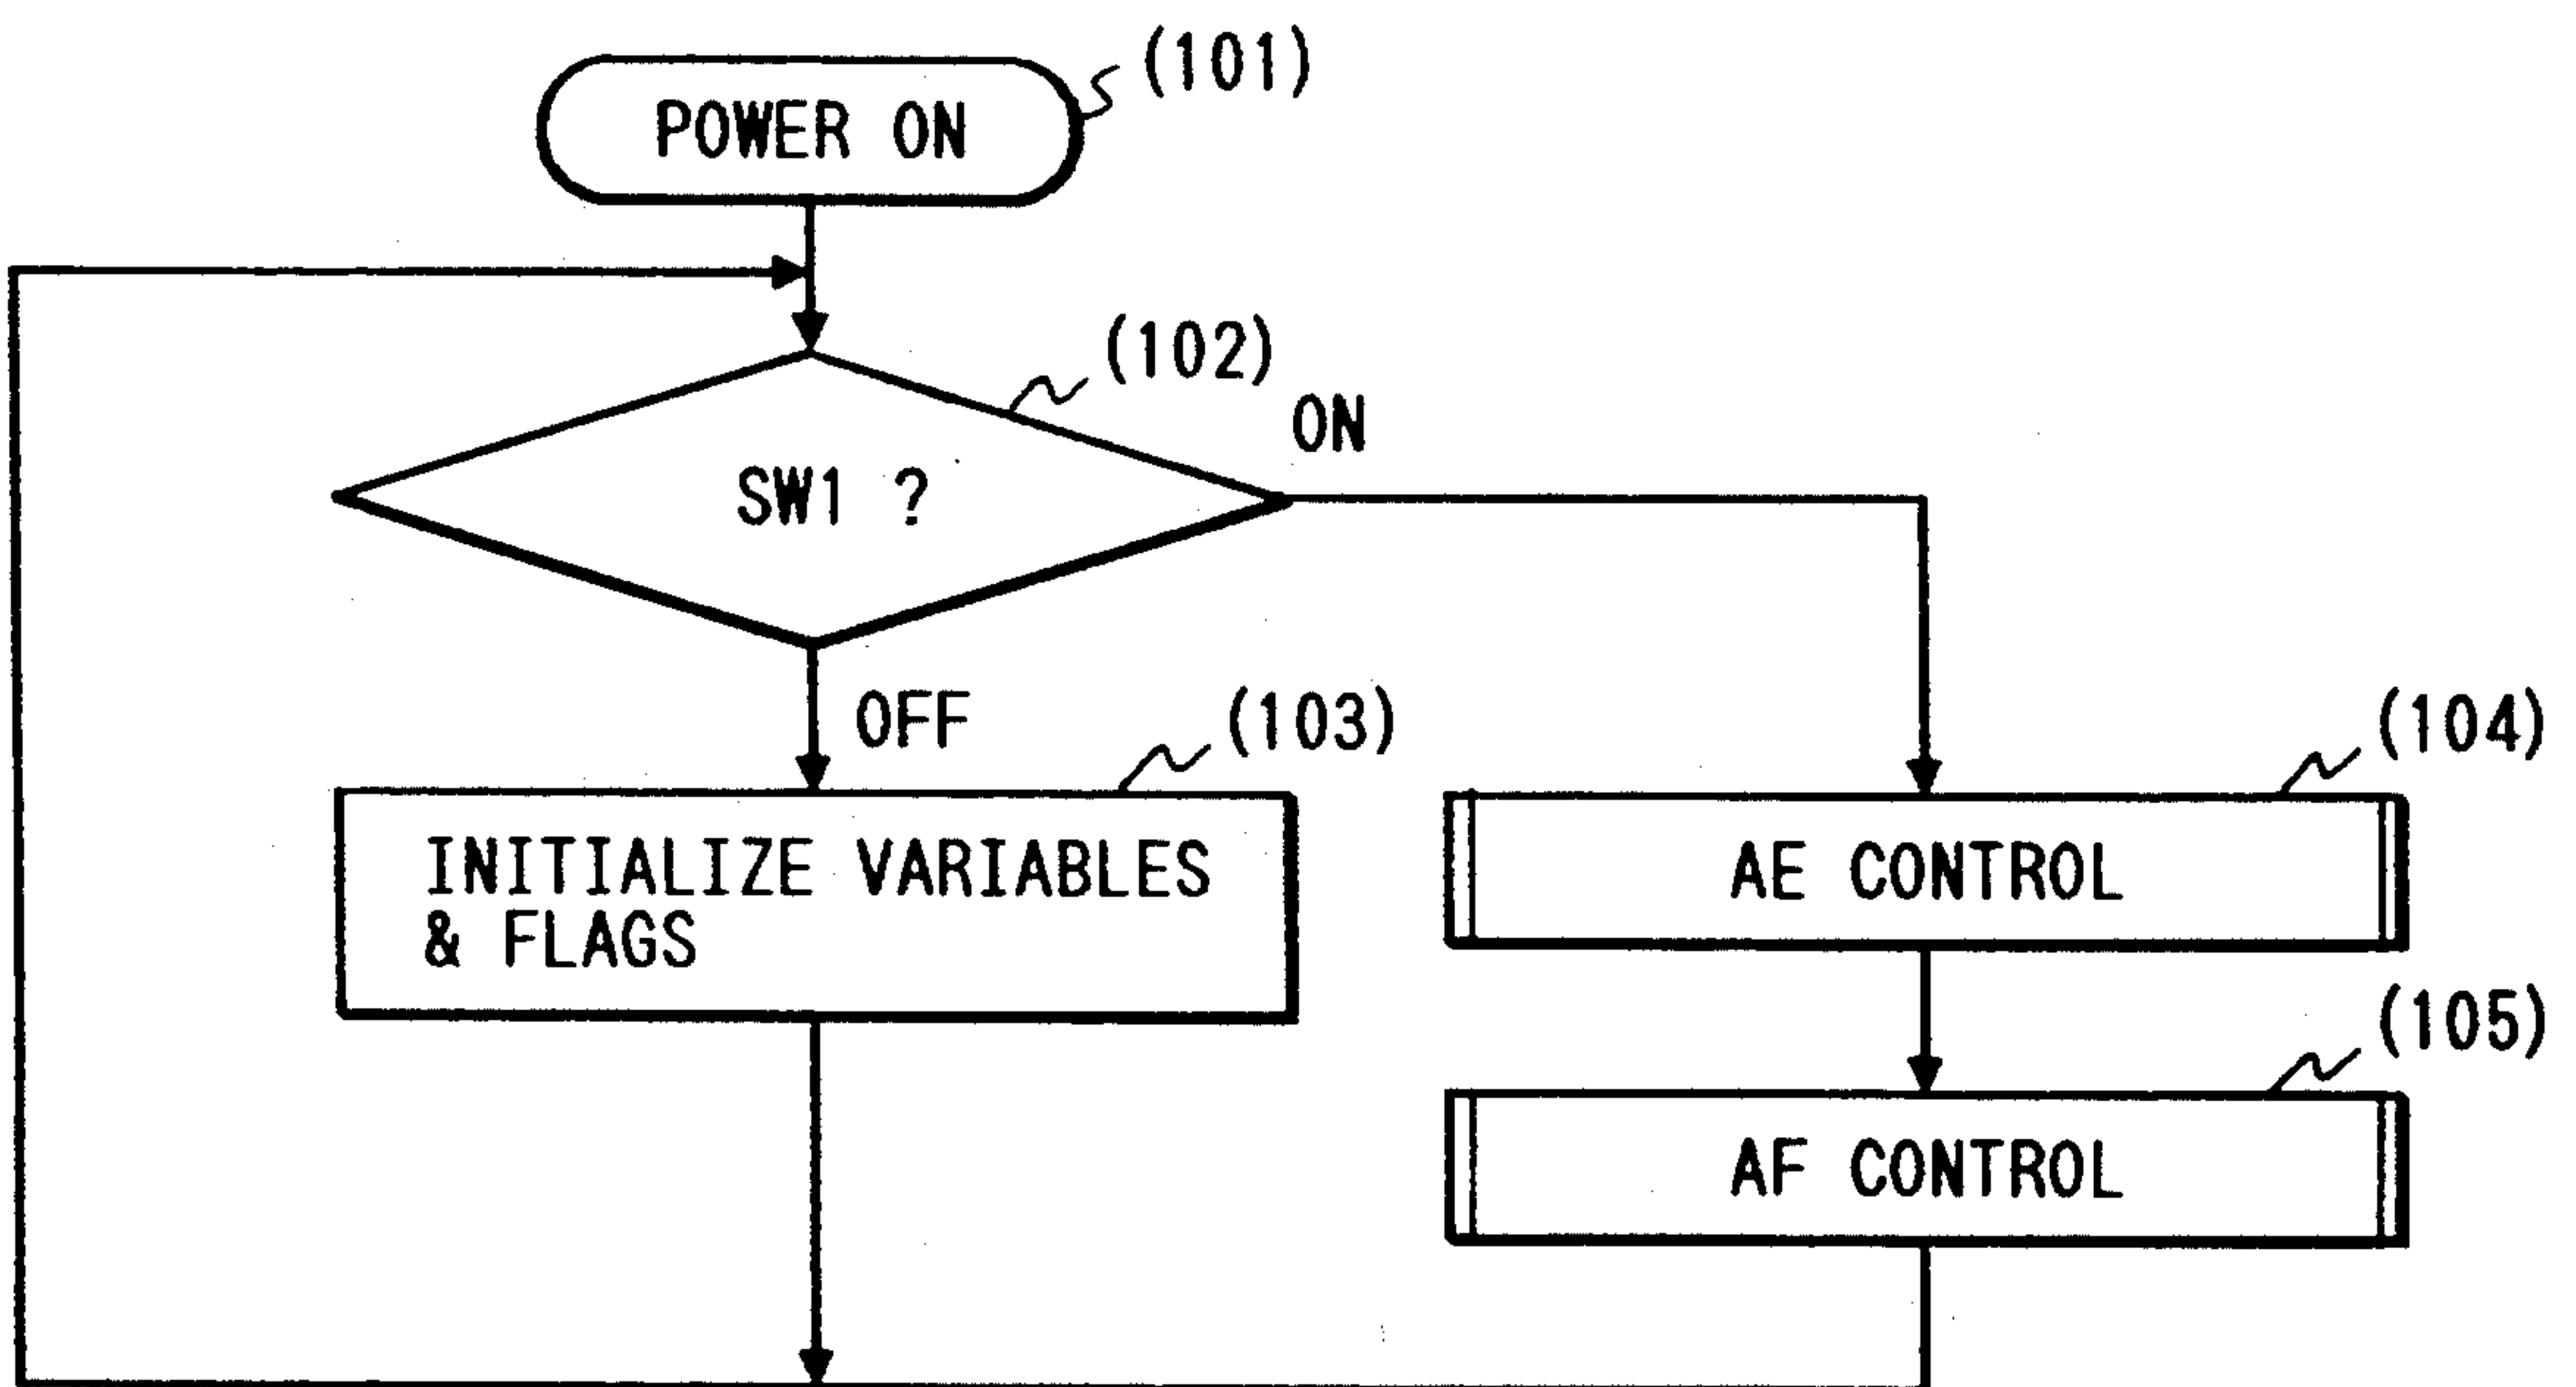 (101)
POWER ON
(102)
ON
SW1 ?
OFF
(103)
(104)
INITIALIZE VARIABLES
& FLAGS
AE CONTROL
(105)
AF CONTROL